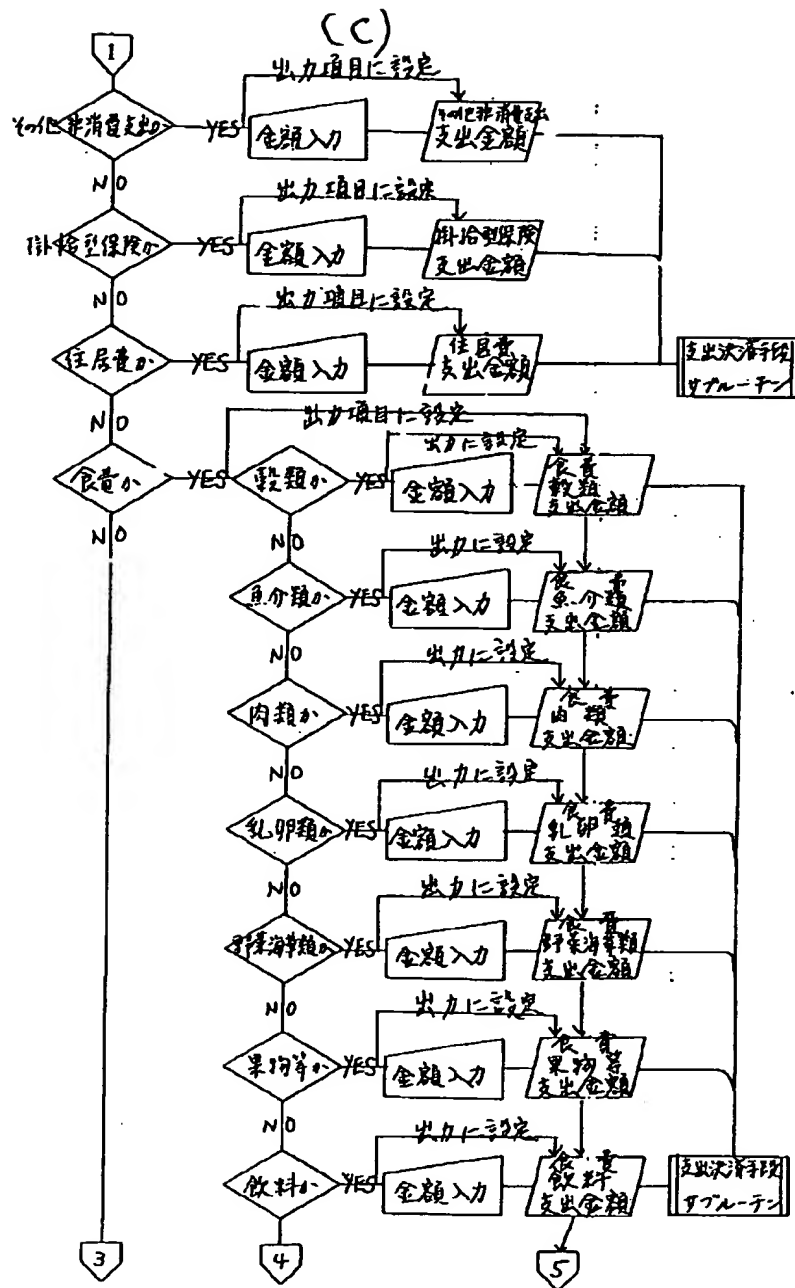 (C)
1
出力項目に設定
その他非消費支出か
YES
金額入力
その他非消費支出
支出金額
NO
出力項目に設定
掛捨型保険か
YES
金額入力
掛捨型保険
支出金額
NO
出力項目に設定
住居費か
YES
金額入力
住居費
支出金額
支出決済手段
サブルーチン
NO
出力項目に設定
食費か
YES
穀類か
YES
出力に設定
金額入力
食費
穀類
支出金額
NO
NO
出力に設定
魚介類か
YES
金額入力
食費
魚介類
支出金額
NO
出力に設定
肉類か
YES
金額入力
食費
肉類
支出金額
NO
出力に設定
乳卵類か
YES
金額入力
食費
乳卵類
支出金額
NO
出力に設定
野菜海草類か
YES
金額入力
食費
野菜海草類
支出金額
NO
出力に設定
果物等か
YES
金額入力
食費
果物等
支出金額
NO
出力に設定
飲料か
YES
金額入力
食費
飲料
支出金額
支出決済手段
サブルーチン
3
4
5